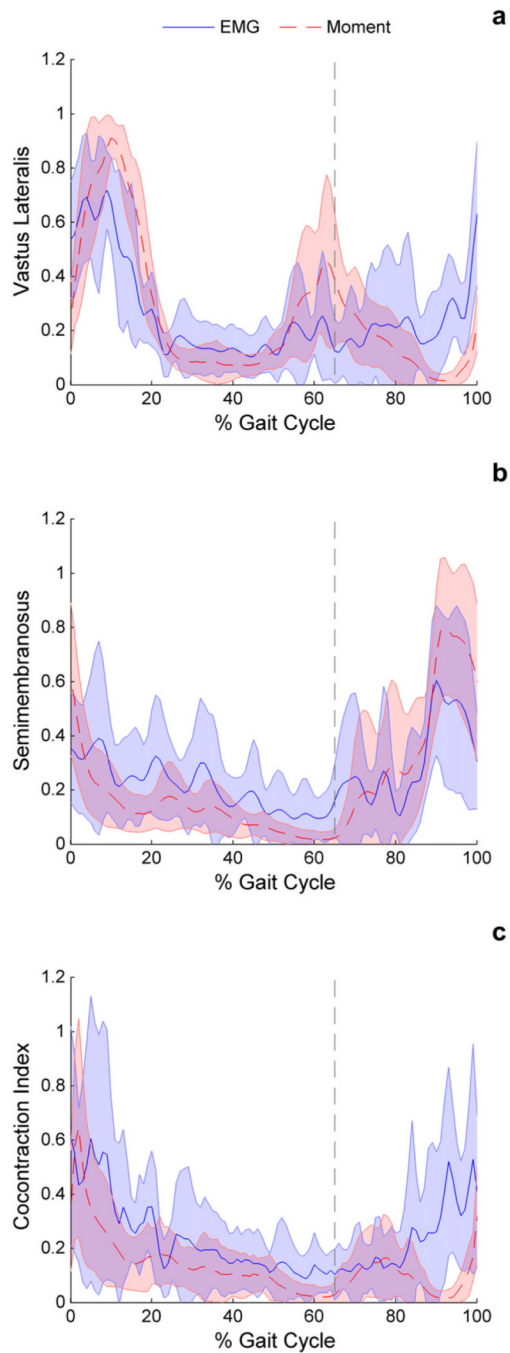 a
EMG Moment
1.2
1
0.8
0.6
0.4
0.2
0
Vastus Lateralis
0 20 40 60 80 100
% Gait Cycle
b
1.2
1
0.8
0.6
0.4
0.2
0
Semimembranosus
0 20 40 60 80 100
% Gait Cycle
c
1.2
1
0.8
0.6
0.4
0.2
0
Cocontraction Index
0 20 40 60 80 100
% Gait Cycle